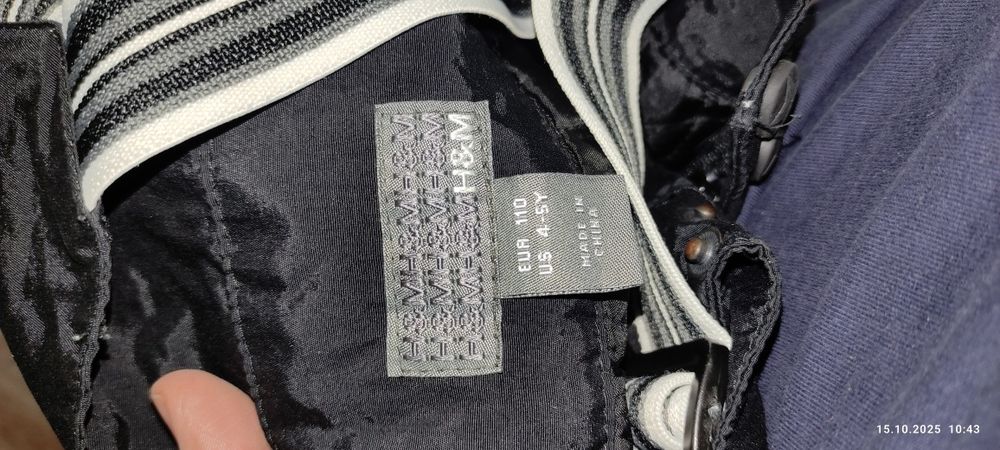 H&M H&M H&M H&M
H&M H&M H&M H&M
H&M H&M H&M
EUR 110
US 4-5Y
MADE IN
CHINA
15.10.2025 10:43